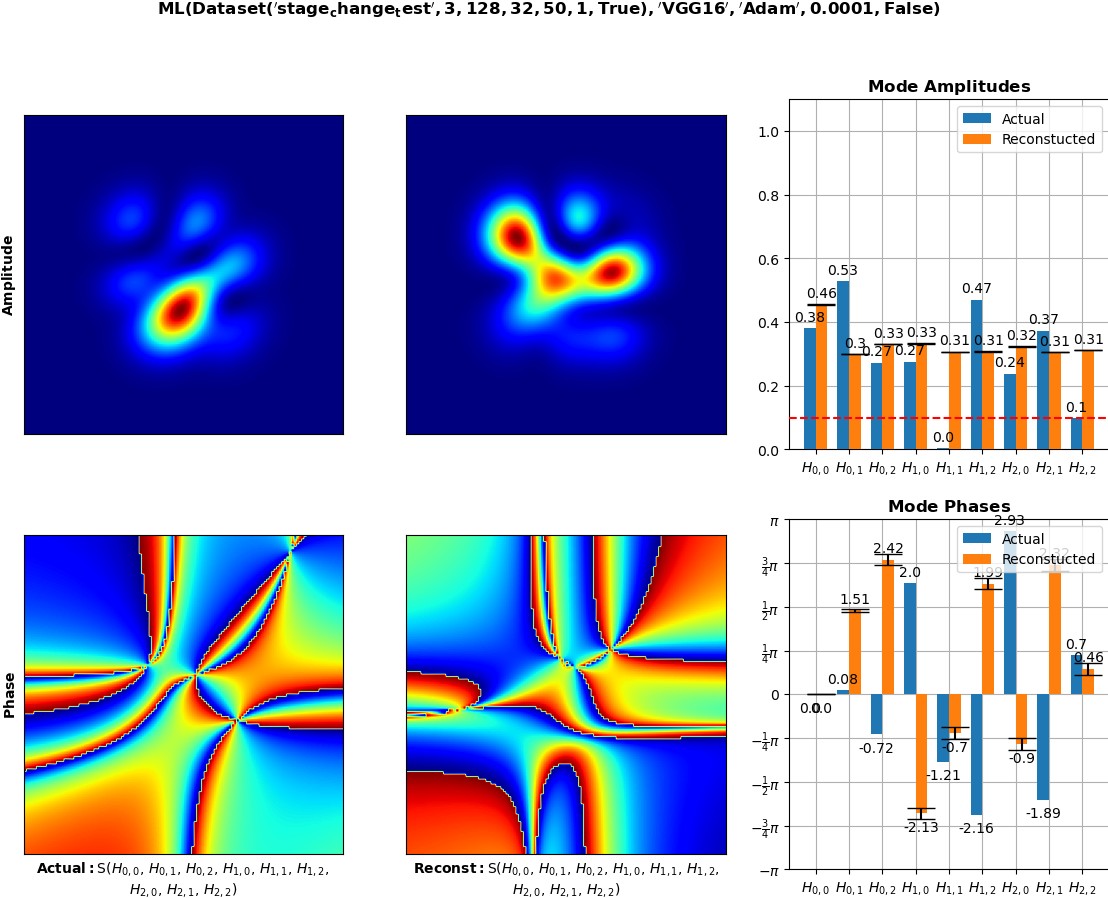 ML(Dataset('stage_change_test', 3, 128, 32, 50, 1, True), 'VGG16', 'Adam', 0.0001, False)
Amplitude
Mode Amplitudes
Actual
Reconstucted
1.0
0.8
0.6
0.4
0.2
0.0
0.38 0.53 0.27 0.27 0.0 0.47 0.24 0.37 0.1
0.46 0.3 0.33 0.33 0.31 0.31 0.32 0.31 0.31
H0,0 H0,1 H0,2 H1,0 H1,1 H1,2 H2,0 H2,1 H2,2
Phase
Actual: S(H0,0, H0,1, H0,2, H1,0, H1,1, H1,2,
H2,0, H2,1, H2,2)
Reconst: S(H0,0, H0,1, H0,2, H1,0, H1,1, H1,2,
H2,0, H2,1, H2,2)
Mode Phases
Actual
Reconstucted
π
3/4π
1/2π
1/4π
0
−1/4π
−1/2π
−3/4π
−π
0.0 0.08 -0.72 2.0 -1.21 -2.16 2.93 -1.89 0.7
0.0 1.51 2.42 -2.13 -0.7 1.99 -0.9 2.32 0.46
H0,0 H0,1 H0,2 H1,0 H1,1 H1,2 H2,0 H2,1 H2,2